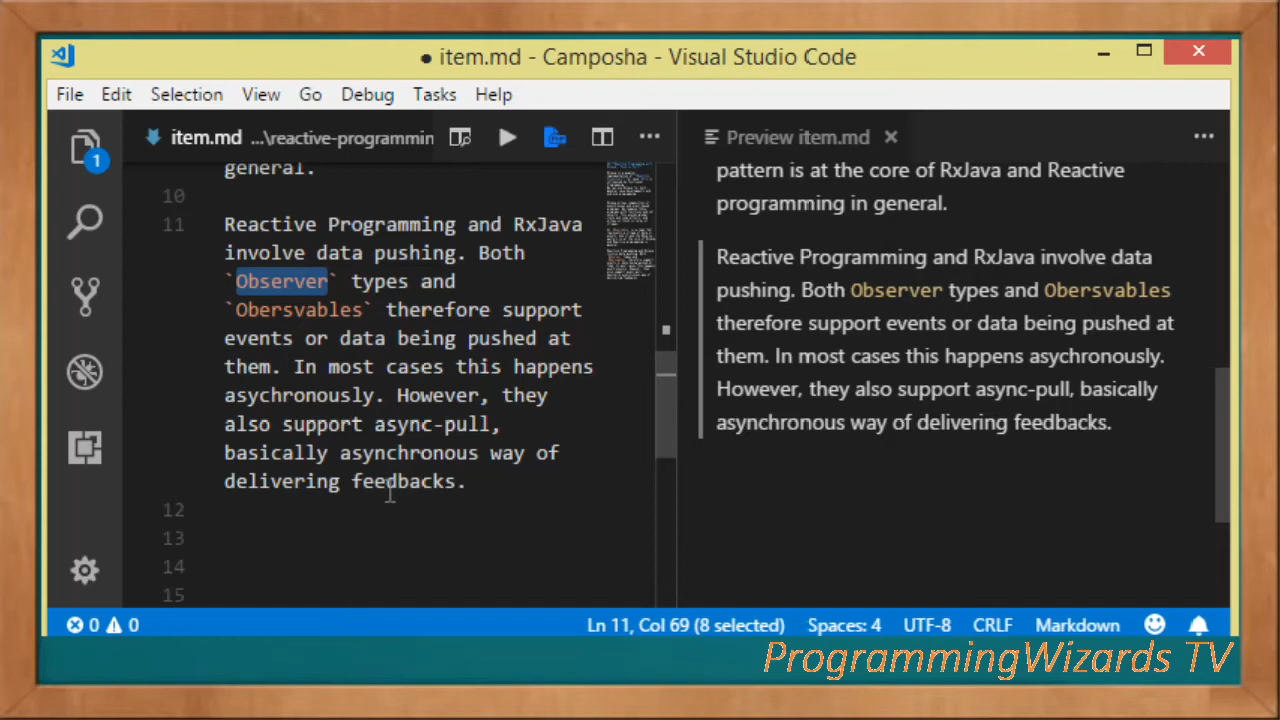 ● item.md - Camposha - Visual Studio Code
File Edit Selection View Go Debug Tasks Help
1
item.md ...\reactive-programmin
general.
10
11 Reactive Programming and RxJava
involve data pushing. Both
`Observer` types and
`Obersvables` therefore support
events or data being pushed at
them. In most cases this happens
asychronously. However, they
also support async-pull,
basically asynchronous way of
delivering feedbacks.
12
13
14
15
Preview item.md
pattern is at the core of RxJava and Reactive
programming in general.
Reactive Programming and RxJava involve data
pushing. Both Observer types and Obersvables
therefore support events or data being pushed at
them. In most cases this happens asychronously.
However, they also support async-pull, basically
asynchronous way of delivering feedbacks.
0 0 Ln 11, Col 69 (8 selected) Spaces: 4 UTF-8 CRLF Markdown
ProgrammingWizards TV